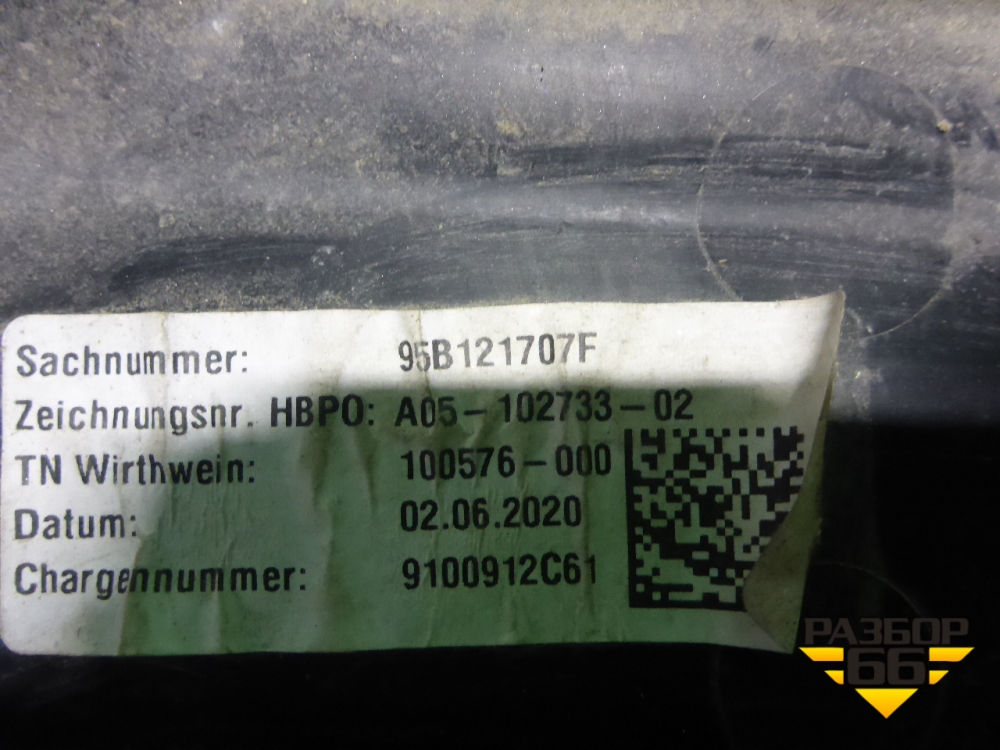 Sachnummer: 95B121707F
Zeichnungsnr. HBPO: A05-102733-02
TN Wirthwein: 100576-000
Datum: 02.06.2020
Chargennummer: 9100912C61
РАЗБОР
66